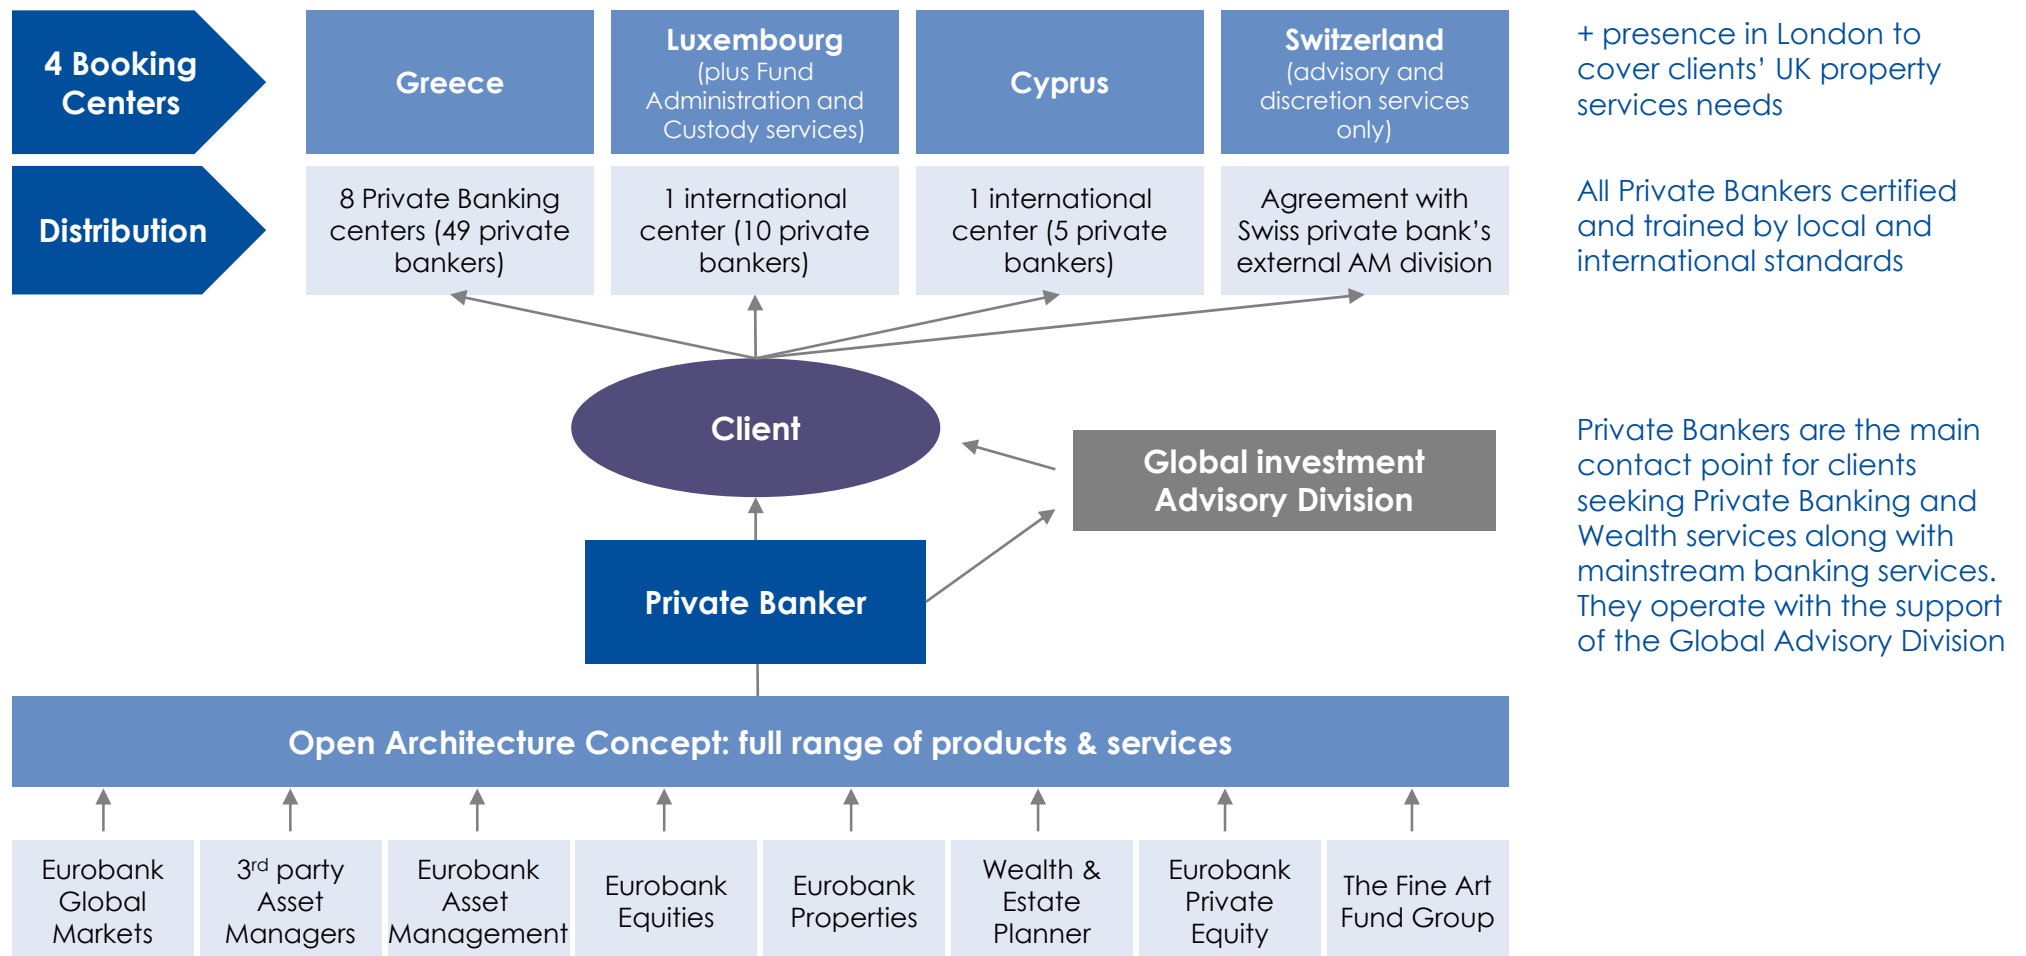 4 Booking
Centers
Greece
Luxembourg
(plus Fund
Administration and
Custody services)
Cyprus
Switzerland
(advisory and
discretion services
only)
+ presence in London to
cover clients’ UK property
services needs
Distribution
8 Private Banking
centers (49 private
bankers)
1 international
center (10 private
bankers)
1 international
center (5 private
bankers)
Agreement with
Swiss private bank’s
external AM division
All Private Bankers certified
and trained by local and
international standards
Client
Global investment
Advisory Division
Private Bankers are the main
contact point for clients
seeking Private Banking and
Wealth services along with
mainstream banking services.
They operate with the support
of the Global Advisory Division
Private Banker
Open Architecture Concept: full range of products & services
Eurobank
Global
Markets
3rd party
Asset
Managers
Eurobank
Asset
Management
Eurobank
Equities
Eurobank
Properties
Wealth &
Estate
Planner
Eurobank
Private
Equity
The Fine Art
Fund Group